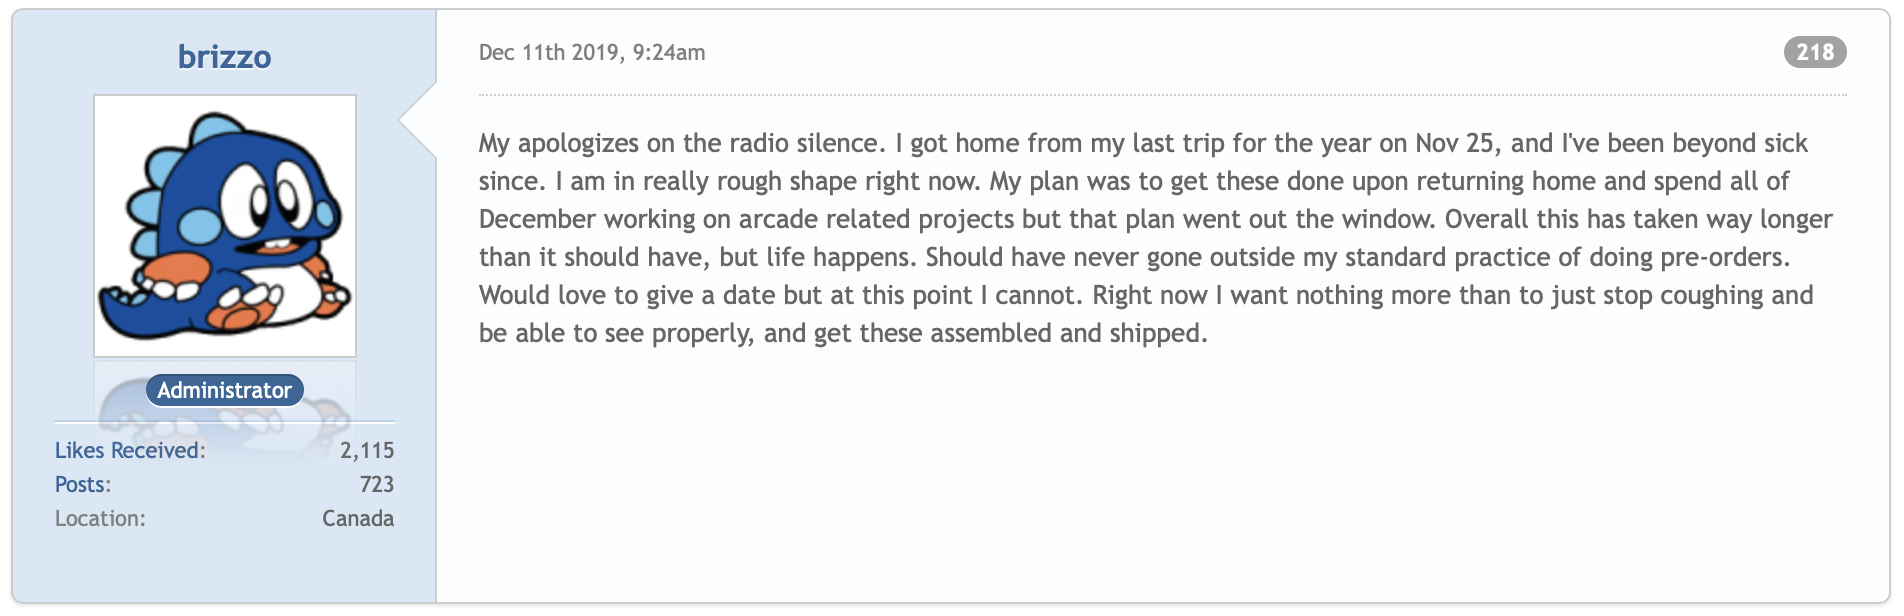 brizzo
Administrator
Likes Received: 2,115
Posts: 723
Location: Canada
Dec 11th 2019, 9:24am
218
My apologizes on the radio silence. I got home from my last trip for the year on Nov 25, and I've been beyond sick
since. I am in really rough shape right now. My plan was to get these done upon returning home and spend all of
December working on arcade related projects but that plan went out the window. Overall this has taken way longer
than it should have, but life happens. Should have never gone outside my standard practice of doing pre-orders.
Would love to give a date but at this point I cannot. Right now I want nothing more than to just stop coughing and
be able to see properly, and get these assembled and shipped.